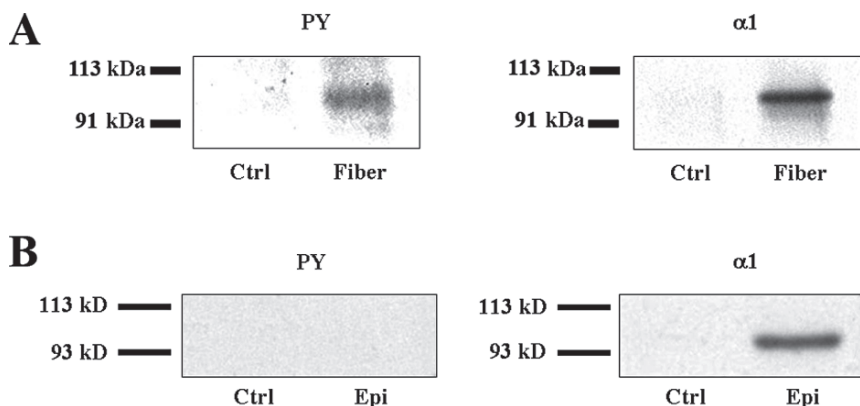 A
PY
α1
113 kDa
91 kDa
Ctrl
Fiber
113 kDa
91 kDa
Ctrl
Fiber
B
PY
α1
113 kD
93 kD
Ctrl
Epi
113 kD
93 kD
Ctrl
Epi